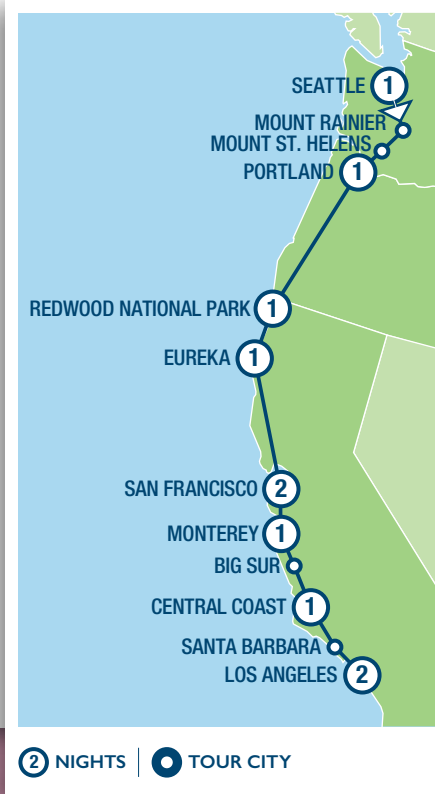 SEATTLE 1
MOUNT RAINIER
MOUNT ST. HELENS
PORTLAND 1
REDWOOD NATIONAL PARK 1
EUREKA 1
SAN FRANCISCO 2
MONTEREY 1
BIG SUR
CENTRAL COAST 1
SANTA BARBARA
LOS ANGELES 2
2 NIGHTS | TOUR CITY